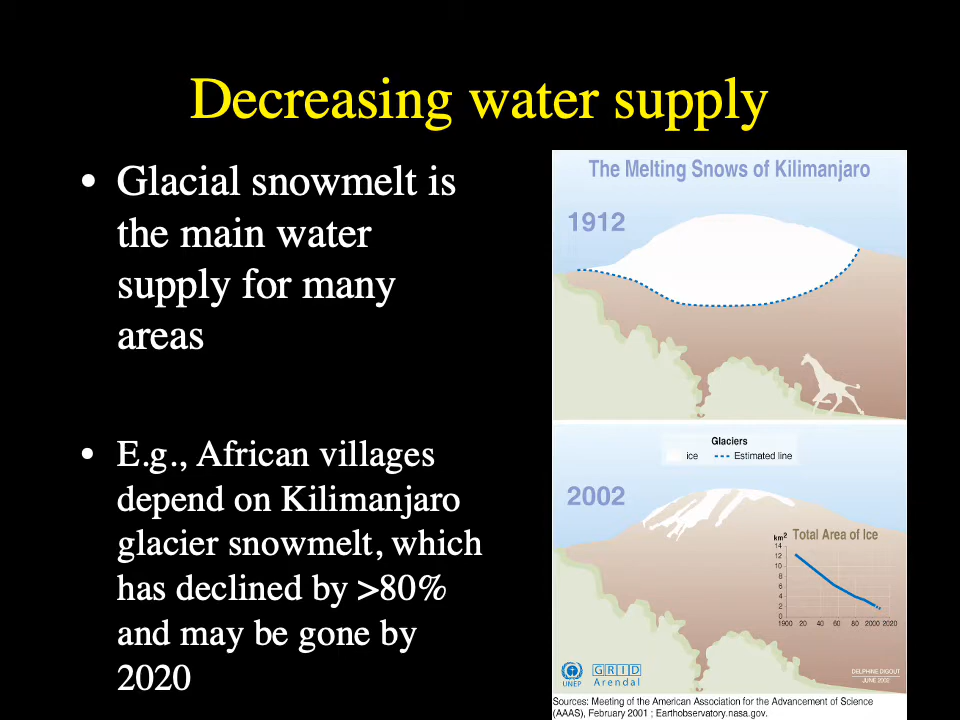 Decreasing water supply
• Glacial snowmelt is
the main water
supply for many
areas
• E.g., African villages
depend on Kilimanjaro
glacier snowmelt, which
has declined by >80%
and may be gone by
2020
The Melting Snows of Kilimanjaro
1912
Glaciers
ice --- Estimated line
2002
km² Total Area of Ice
14
12
10
8
6
4
2
0
1900 20 40 60 80 2000 2020
UNEP
GRID
Arendal
DELPHINE DIGOUT
JUNE 2002
Sources: Meeting of the American Association for the Advancement of Science
(AAAS), February 2001 ; Earthobservatory.nasa.gov.